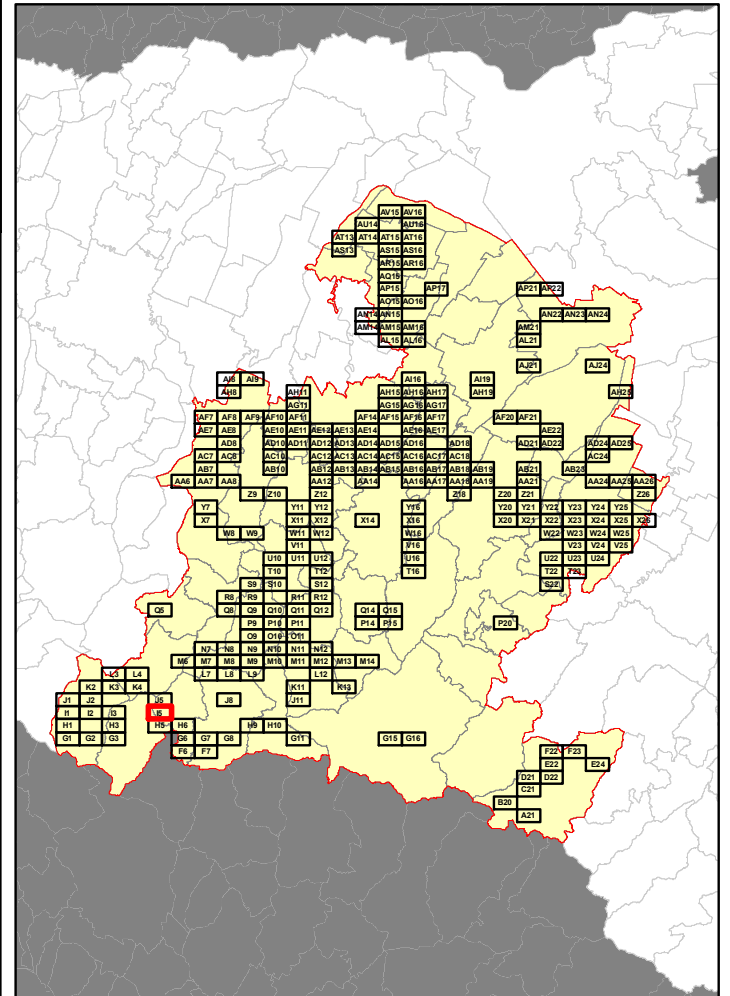 AV15 AV16
AU14 AU16
AT13 AT14 AT15 AT16
AS13 AS15 AS16
AR15 AR16
AQ15
AP15 AP17 AP21 AP22
AO15 AO16
AM14 AN15 AN22 AN23 AN24
AM14 AM15 AM16 AM21
AL15 AL16 AL21
AJ21 AJ24
AI8 AI9 AI16 AI19
AH8 AH11 AH15 AH16 AH17 AH19 AH25
AG11 AG15 AG16 AG17
AF7 AF8 AF9 AF10 AF11 AF14 AF15 AF16 AF17 AF20 AF21
AE7 AE8 AE10 AE11 AE12 AE13 AE14 AE16 AE17 AE22
AD8 AD10 AD11 AD12 AD13 AD14 AD15 AD16 AD18 AD21 AD22 AD24 AD25
AC7 AC8 AC10 AC12 AC13 AC14 AC15 AC16 AC17 AC18 AC24
AB7 AB10 AB12 AB13 AB14 AB15 AB16 AB17 AB18 AB19 AB21 AB23
AA6 AA7 AA8 AA12 AA14 AA16 AA17 AA18 AA19 AA21 AA24 AA25 AA26
Z9 Z10 Z12 Z18 Z20 Z21 Z26
Y7 Y11 Y12 Y16 Y20 Y21 Y22 Y23 Y24 Y25
X7 X11 X12 X14 X16 X20 X21 X22 X23 X24 X25 X26
W8 W9 W11 W12 W16 W22 W23 W24 W25
V11 V16 V23 V24 V25
U10 U11 U12 U16 U22 U23 U24
T10 T12 T16 T22 T23
S9 S10 S12 S22
R8 R9 R11 R12
Q5 Q8 Q9 Q10 Q11 Q12 Q14 Q15
P9 P10 P11 P14 P15 P20
O9 O10 O11
N7 N8 N9 N10 N11 N12
M6 M7 M8 M9 M10 M11 M12 M13 M14
L3 L4 L7 L8 L9 L12
K2 K3 K4 K11 K13
J1 J2 J5 J8 J11
I1 I2 I3 I5
H1 H3 H5 H6 H9 H10
G1 G2 G3 G6 G7 G8 G11 G15 G16
F6 F7 F22 F23
E22 E24
D21 D22
C21
B20
A21